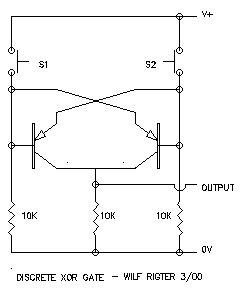 V+
S1
S2
OUTPUT
10K
10K
10K
0V
DISCRETE XOR GATE - WILF RIGTER 3/00